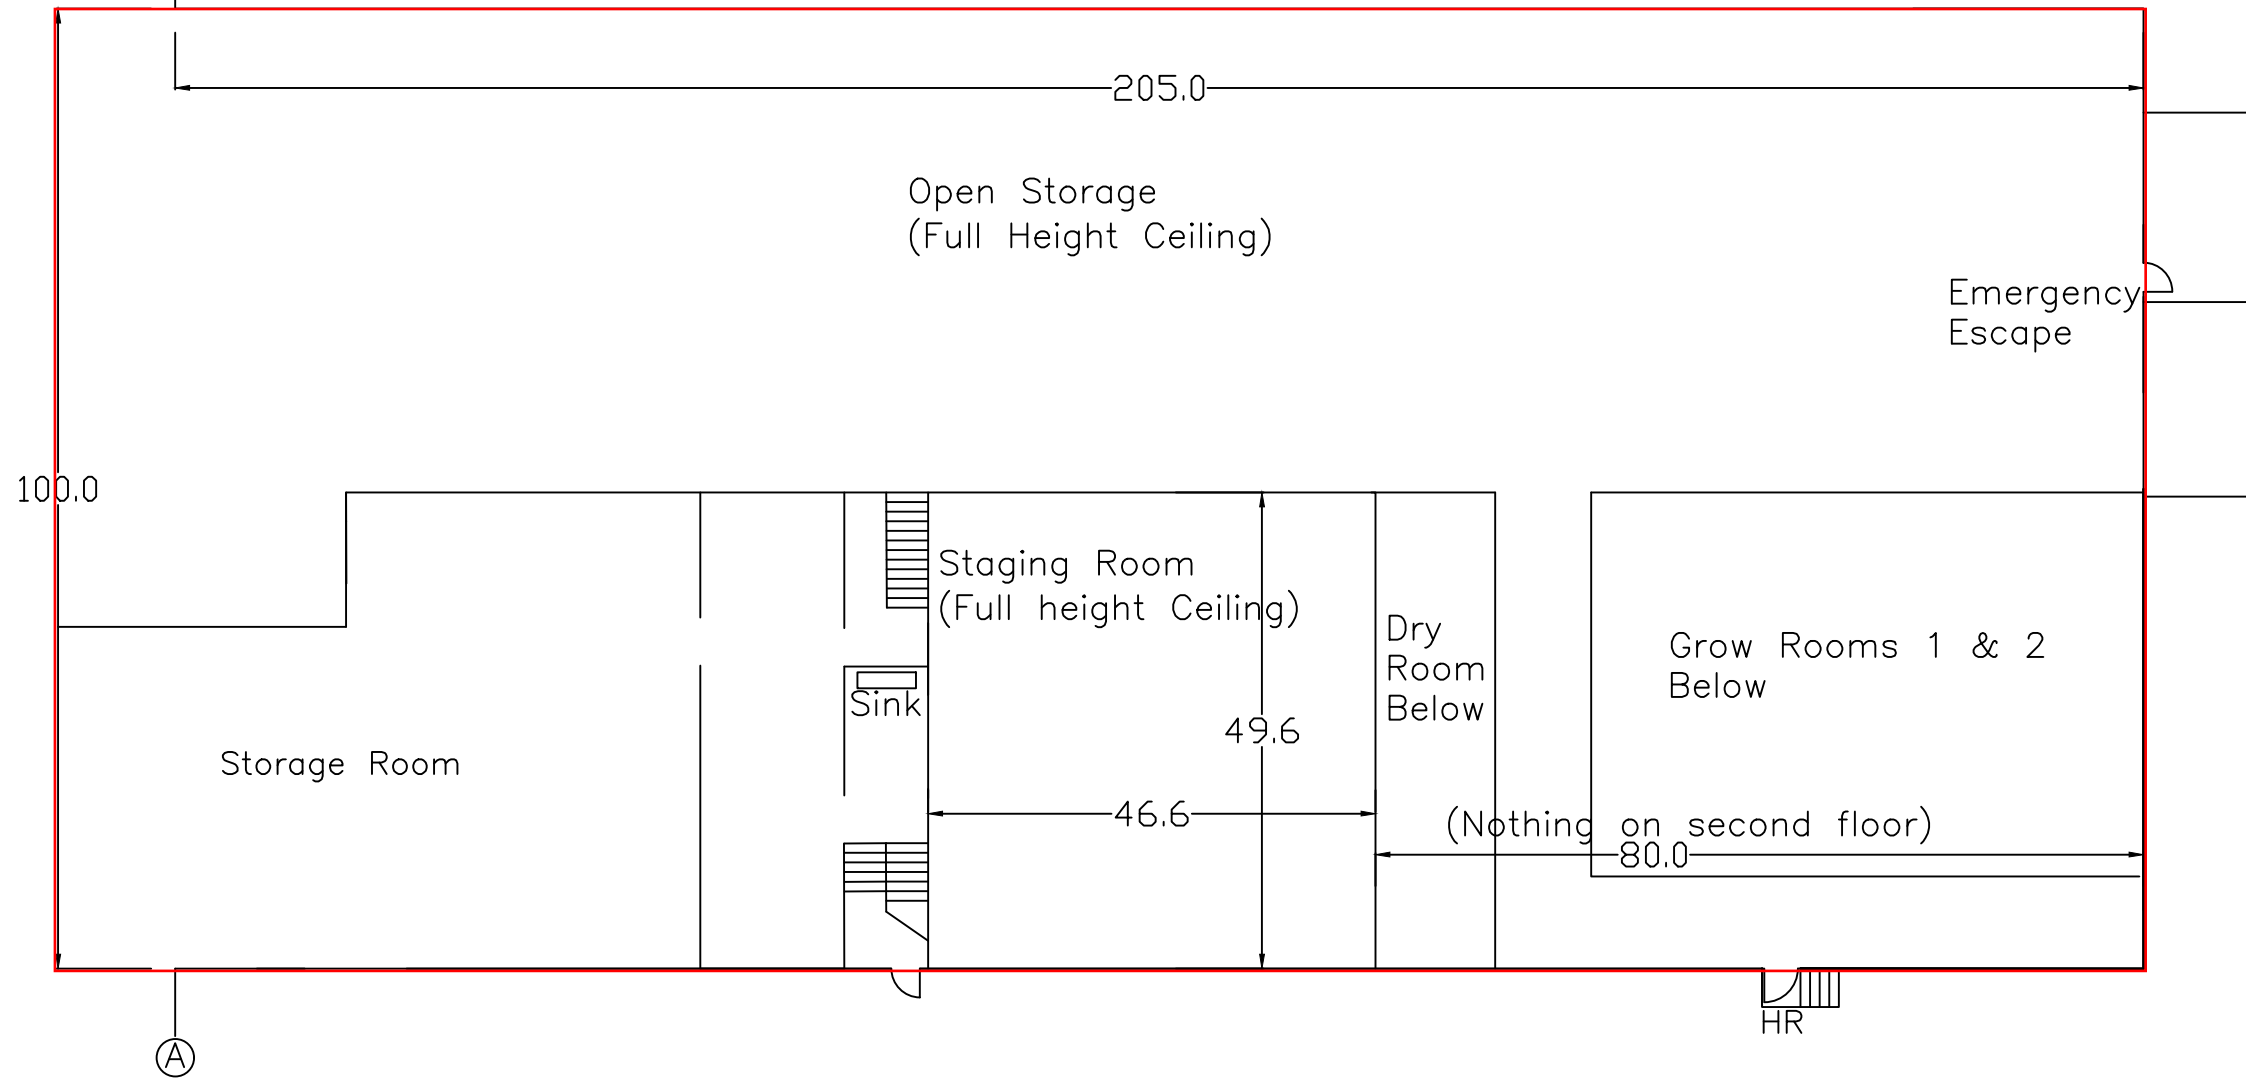 205.0
Open Storage
(Full Height Ceiling)
Emergency
Escape
100.0
Staging Room
(Full height Ceiling)
Dry
Room
Below
Grow Rooms 1 & 2
Below
Sink
49.6
Storage Room
46.6
(Nothing on second floor)
80.0
HR
A